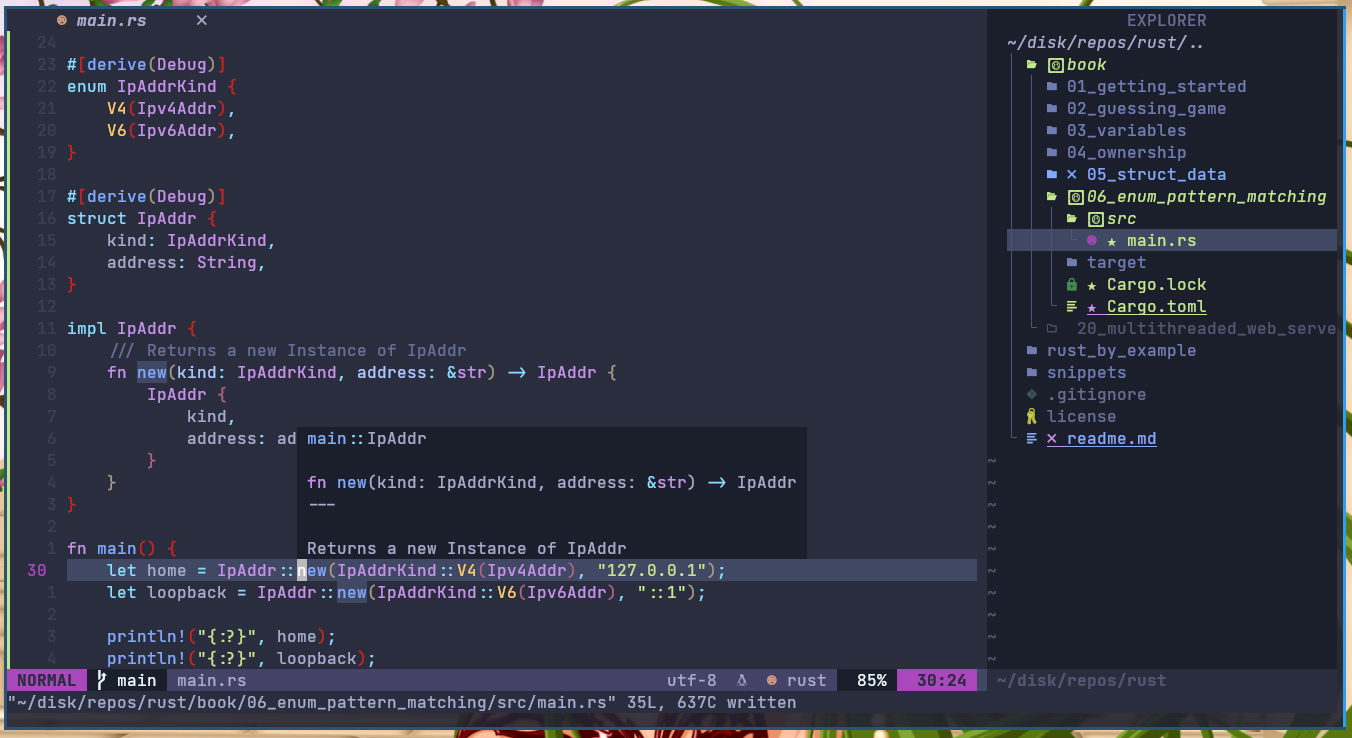 main.rs ×
24
23 #[derive(Debug)]
22 enum IpAddrKind {
21     V4(Ipv4Addr),
20     V6(Ipv6Addr),
19 }
18
17 #[derive(Debug)]
16 struct IpAddr {
15     kind: IpAddrKind,
14     address: String,
13 }
12
11 impl IpAddr {
10     /// Returns a new Instance of IpAddr
9     fn new(kind: IpAddrKind, address: &str) -> IpAddr {
8         IpAddr {
7             kind,
6             address: ad
5         }
4     }
3 }
2
1 fn main() {
30     let home = IpAddr::new(IpAddrKind::V4(Ipv4Addr), "127.0.0.1");
1     let loopback = IpAddr::new(IpAddrKind::V6(Ipv6Addr), "::1");
2
3     println!("{:?}", home);
4     println!("{:?}", loopback);
main::IpAddr
fn new(kind: IpAddrKind, address: &str) -> IpAddr
---
Returns a new Instance of IpAddr
EXPLORER
~/disk/repos/rust/..
book
01_getting_started
02_guessing_game
03_variables
04_ownership
✕ 05_struct_data
06_enum_pattern_matching
src
★ main.rs
target
★ Cargo.lock
★ Cargo.toml
20_multithreaded_web_serve
rust_by_example
snippets
.gitignore
license
✕ readme.md
~
~
~
~
~
~
~
~
~
~
NORMAL main main.rs utf-8 rust 85% 30:24
~/disk/repos/rust
"~/disk/repos/rust/book/06_enum_pattern_matching/src/main.rs" 35L, 637C written